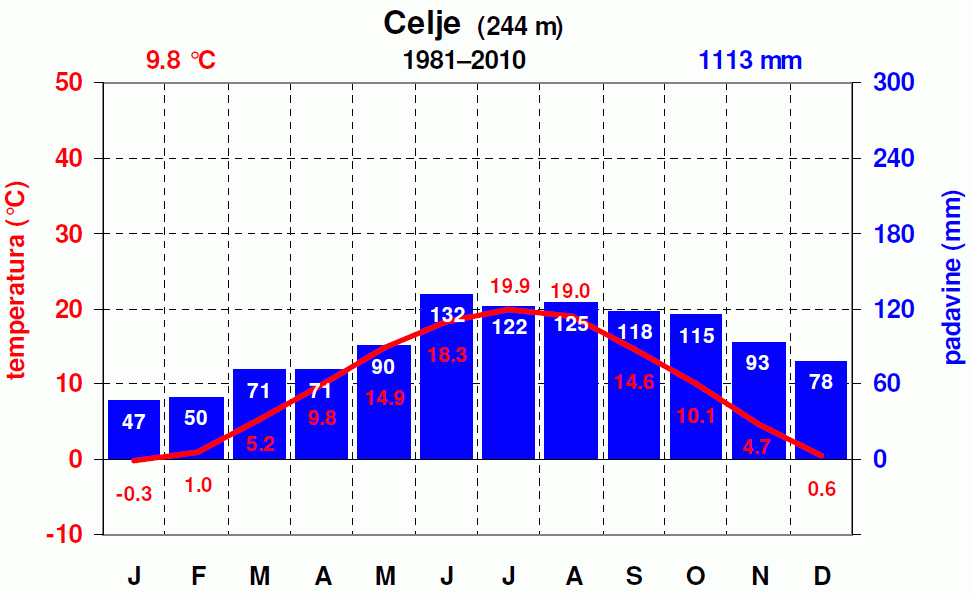 Celje (244 m)
9.8 °C 1981–2010 1113 mm
50 300
40 240
30 180
20 120
10 60
0 0
-10
temperatura (°C)
padavine (mm)
47 50 71 71 90 132 122 125 118 115 93 78
-0.3 1.0 5.2 9.8 14.9 18.3 19.9 19.0 14.6 10.1 4.7 0.6
J F M A M J J A S O N D